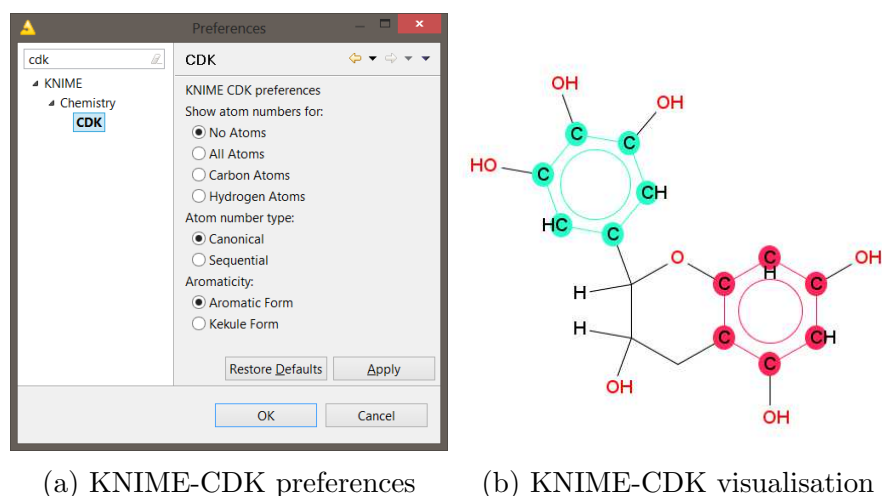 Preferences
cdk
CDK
KNIME
Chemistry
CDK
KNIME CDK preferences
Show atom numbers for:
No Atoms
All Atoms
Carbon Atoms
Hydrogen Atoms
Atom number type:
Canonical
Sequential
Aromaticity:
Aromatic Form
Kekule Form
Restore Defaults
Apply
OK
Cancel
OH
OH
C
C
HO
C
CH
HC
C
O
C
H
OH
H
C
C
H
C
CH
C
OH
OH
(a) KNIME-CDK preferences
(b) KNIME-CDK visualisation